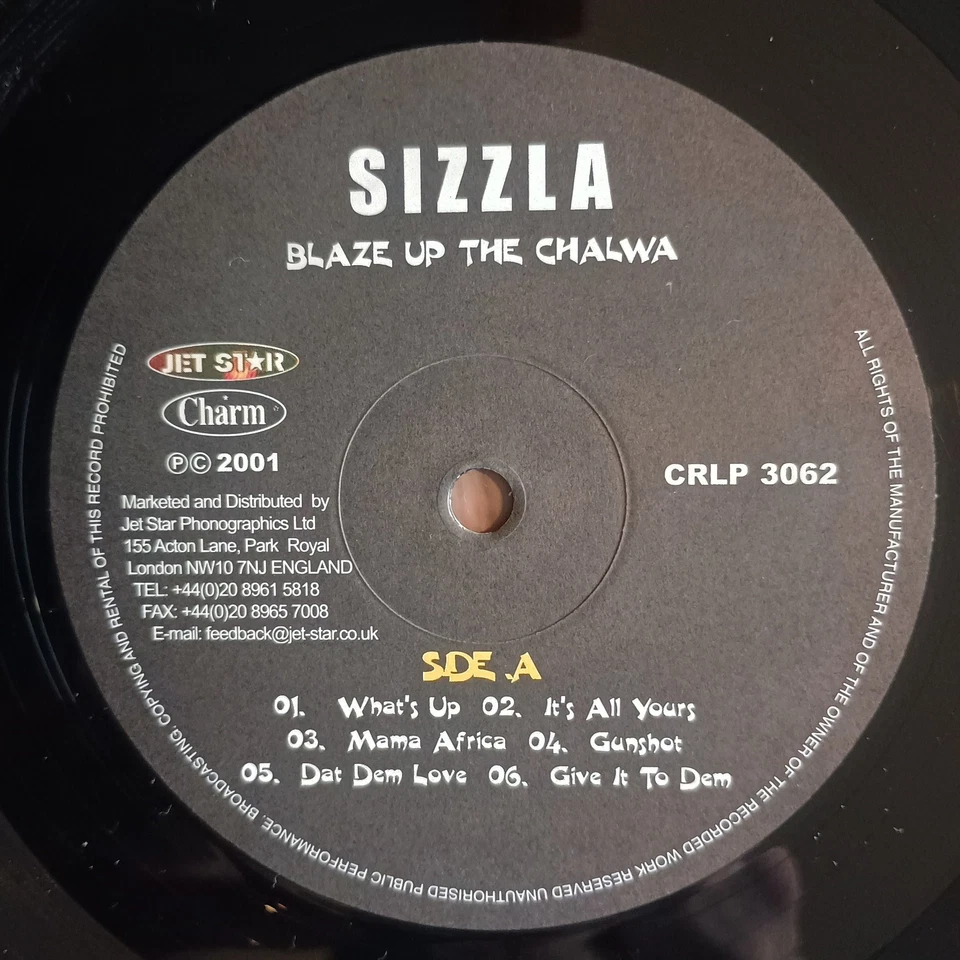 SIZZLA
BLAZE UP THE CHALWA
JET STAR
Charm
℗© 2001
CRLP 3062
Marketed and Distributed by
Jet Star Phonographics Ltd
155 Acton Lane, Park Royal
London NW10 7NJ ENGLAND
TEL: +44(0)20 8961 5818
FAX: +44(0)20 8965 7008
E-mail: feedback@jet-star.co.uk
SIDE .A
01. What's Up 02. It's All Yours
03. Mama Africa 04. Gunshot
05. Dat Dem Love 06. Give It To Dem
ALL RIGHTS OF THE MANUFACTURER AND OF THE OWNER OF THE RECORDED WORK RESERVED UNAUTHORISED PUBLIC PERFORMANCE, BROADCASTING, COPYING AND RENTAL OF THIS RECORD PROHIBITED